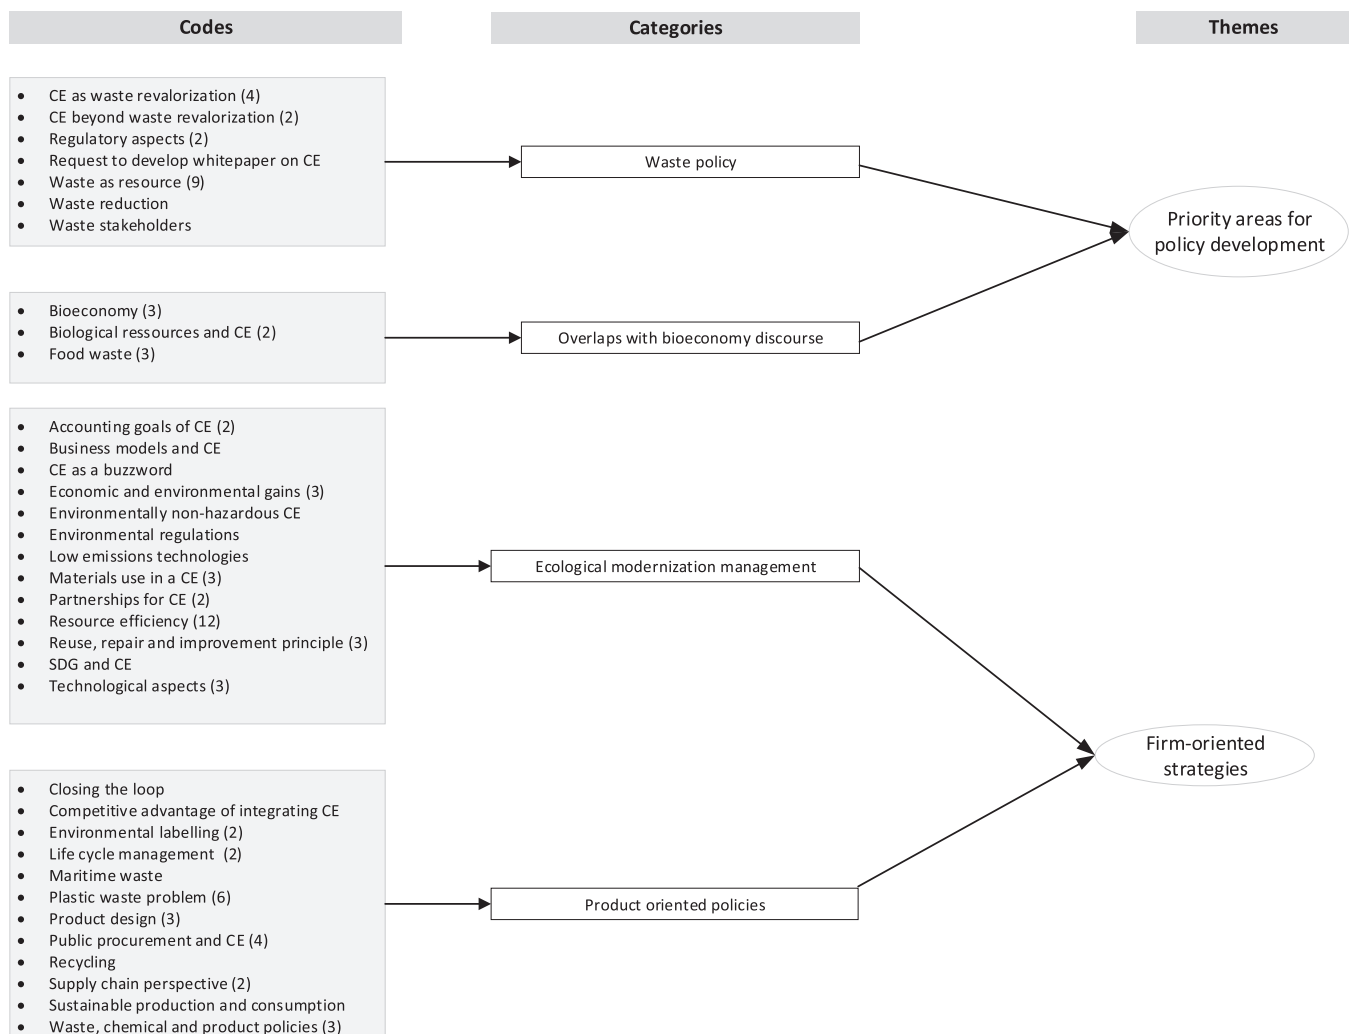 Codes
Categories
Themes
CE as waste revalorization (4)
CE beyond waste revalorization (2)
Regulatory aspects (2)
Request to develop whitepaper on CE
Waste as resource (9)
Waste reduction
Waste stakeholders
Waste policy
Priority areas for
policy development
Bioeconomy (3)
Biological ressources and CE (2)
Food waste (3)
Overlaps with bioeconomy discourse
Accounting goals of CE (2)
Business models and CE
CE as a buzzword
Economic and environmental gains (3)
Environmentally non-hazardous CE
Environmental regulations
Low emissions technologies
Materials use in a CE (3)
Partnerships for CE (2)
Resource efficiency (12)
Reuse, repair and improvement principle (3)
SDG and CE
Technological aspects (3)
Ecological modernization management
Firm-oriented
strategies
Closing the loop
Competitive advantage of integrating CE
Environmental labelling (2)
Life cycle management (2)
Maritime waste
Plastic waste problem (6)
Product design (3)
Public procurement and CE (4)
Recycling
Supply chain perspective (2)
Sustainable production and consumption
Waste, chemical and product policies (3)
Product oriented policies